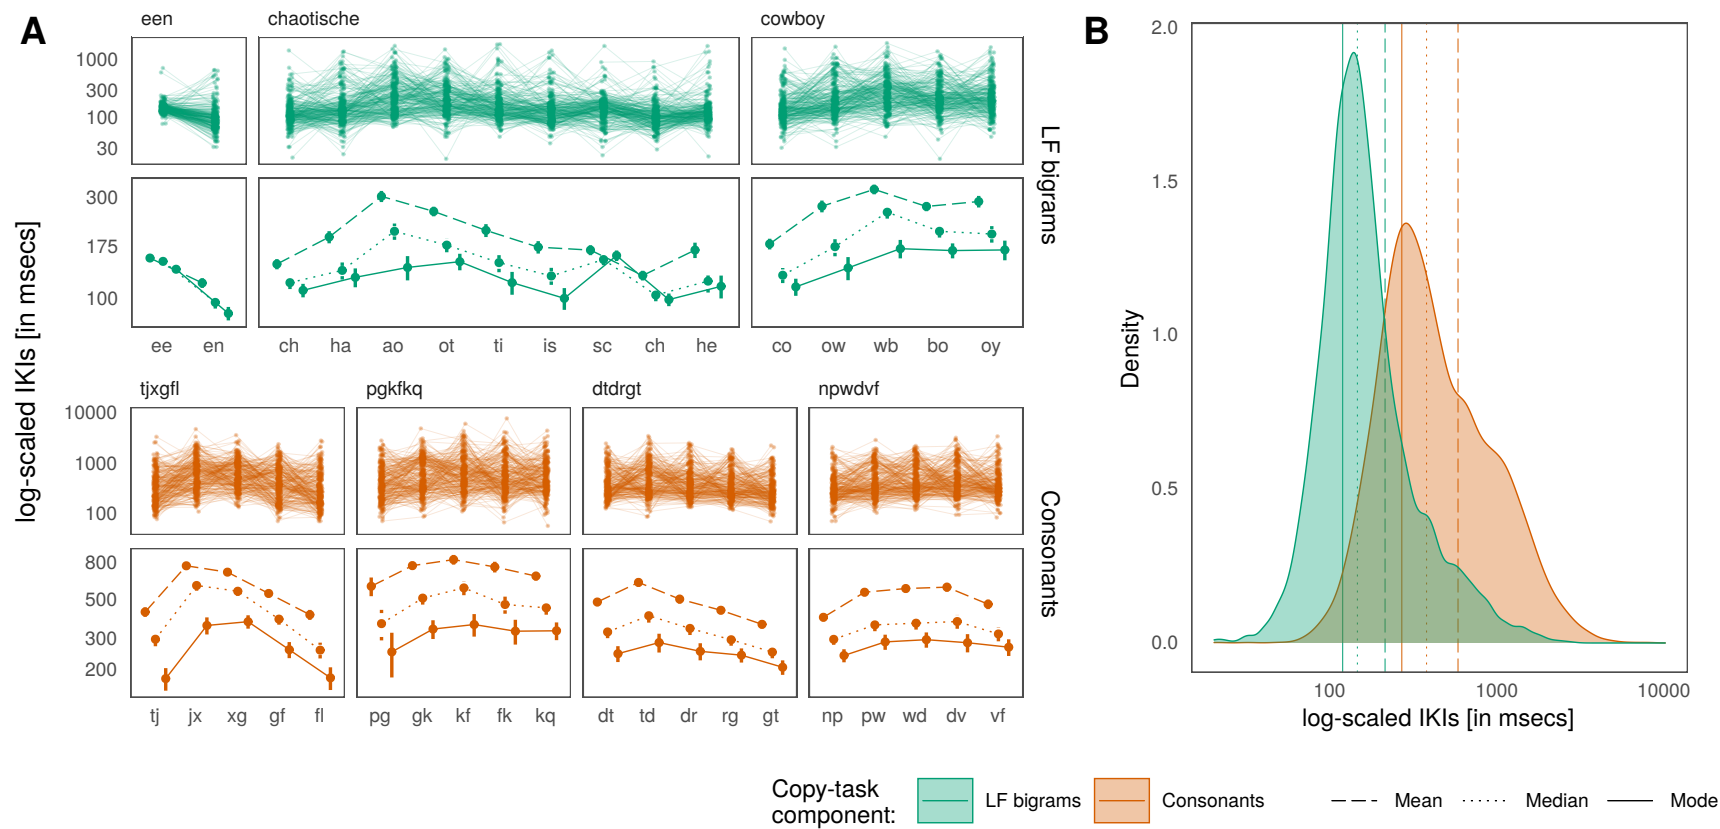 A
een
chaotische
cowboy
1000
300
100
30
LF bigrams
300
175
100
ee
en
ch
ha
ao
ot
ti
is
sc
ch
he
co
ow
wb
bo
oy
log-scaled IKIs [in msecs]
tjxgfl
pgkfkq
dtdrgt
npwdvf
10000
1000
100
Consonants
800
500
300
200
tj
jx
xg
gf
fl
pg
gk
kf
fk
kq
dt
td
dr
rg
gt
np
pw
wd
dv
vf
B
2.0
1.5
1.0
0.5
0.0
Density
100
1000
10000
log-scaled IKIs [in msecs]
Copy-task
component:
LF bigrams
Consonants
Mean
Median
Mode